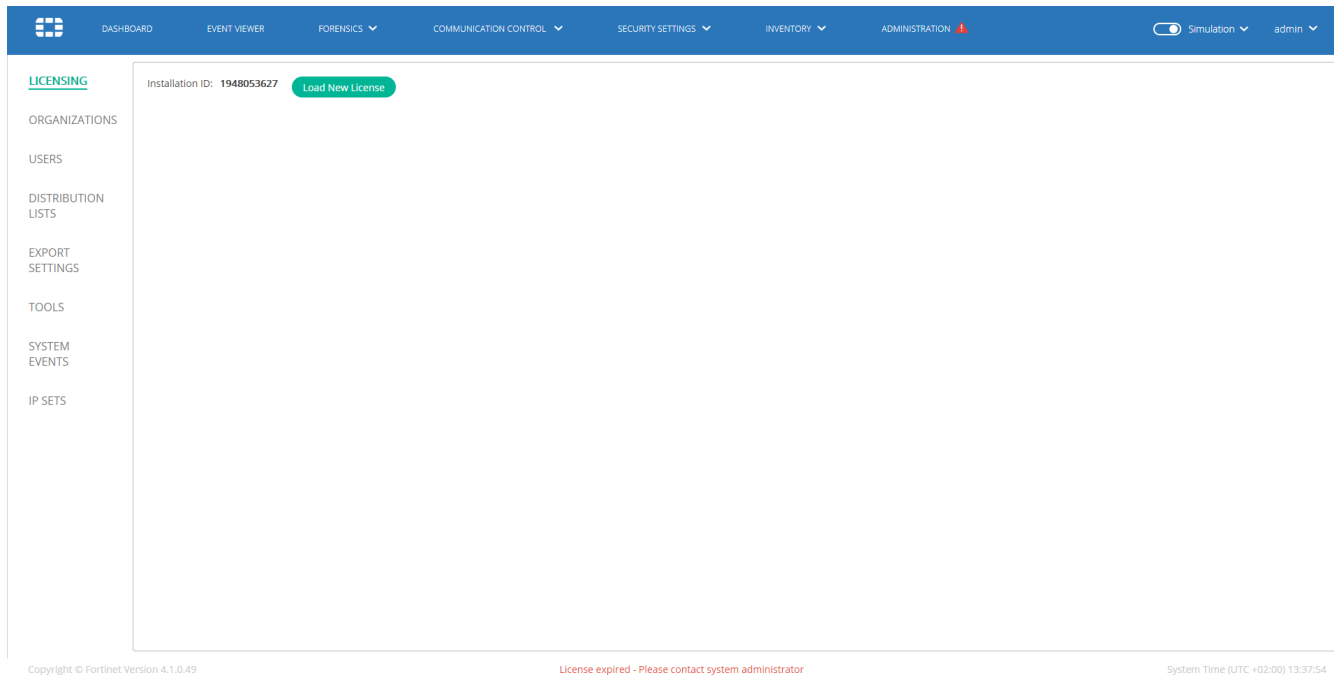 DASHBOARD EVENT VIEWER FORENSICS COMMUNICATION CONTROL SECURITY SETTINGS INVENTORY ADMINISTRATION Simulation admin
LICENSING
Installation ID: 1948053627 Load New License
ORGANIZATIONS
USERS
DISTRIBUTION
LISTS
EXPORT
SETTINGS
TOOLS
SYSTEM
EVENTS
IP SETS
Copyright © Fortinet Version 4.1.0.49 License expired - Please contact system administrator System Time (UTC +02:00) 13:37:54